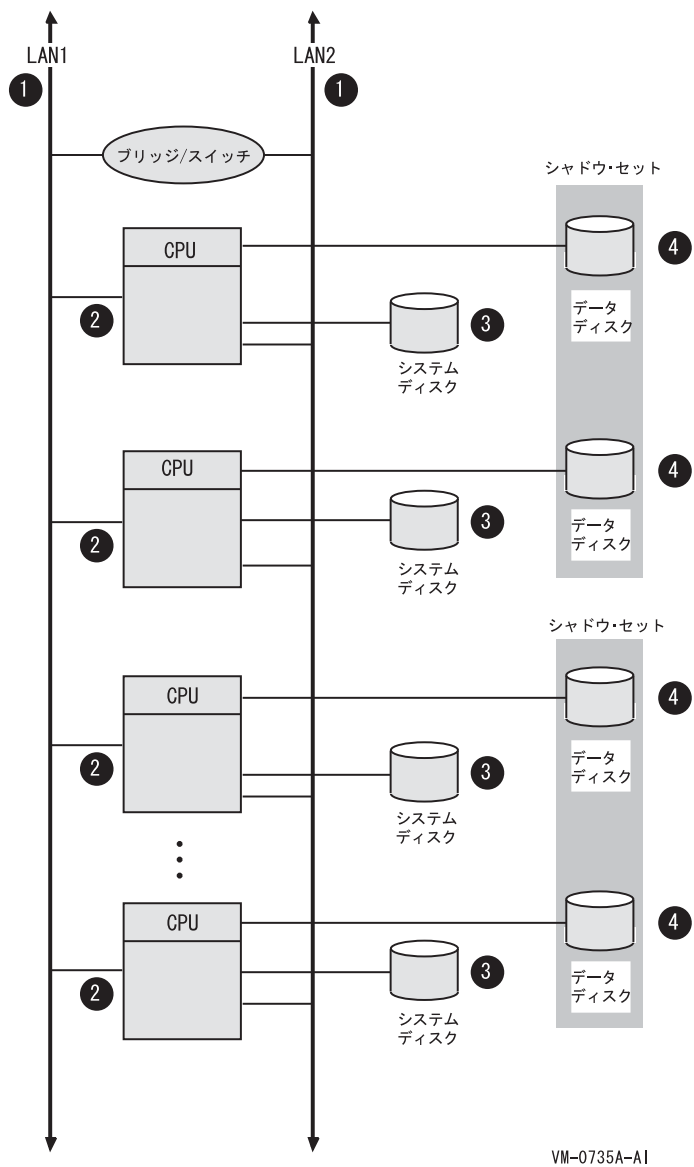 LAN1
LAN2
1
1
ブリッジ/スイッチ
シャドウ・セット
CPU
4
2
3
データ
ディスク
システム
ディスク
CPU
4
2
3
データ
ディスク
システム
ディスク
シャドウ・セット
CPU
4
2
3
データ
ディスク
システム
ディスク
CPU
4
2
3
データ
ディスク
システム
ディスク
VM-0735A-AI